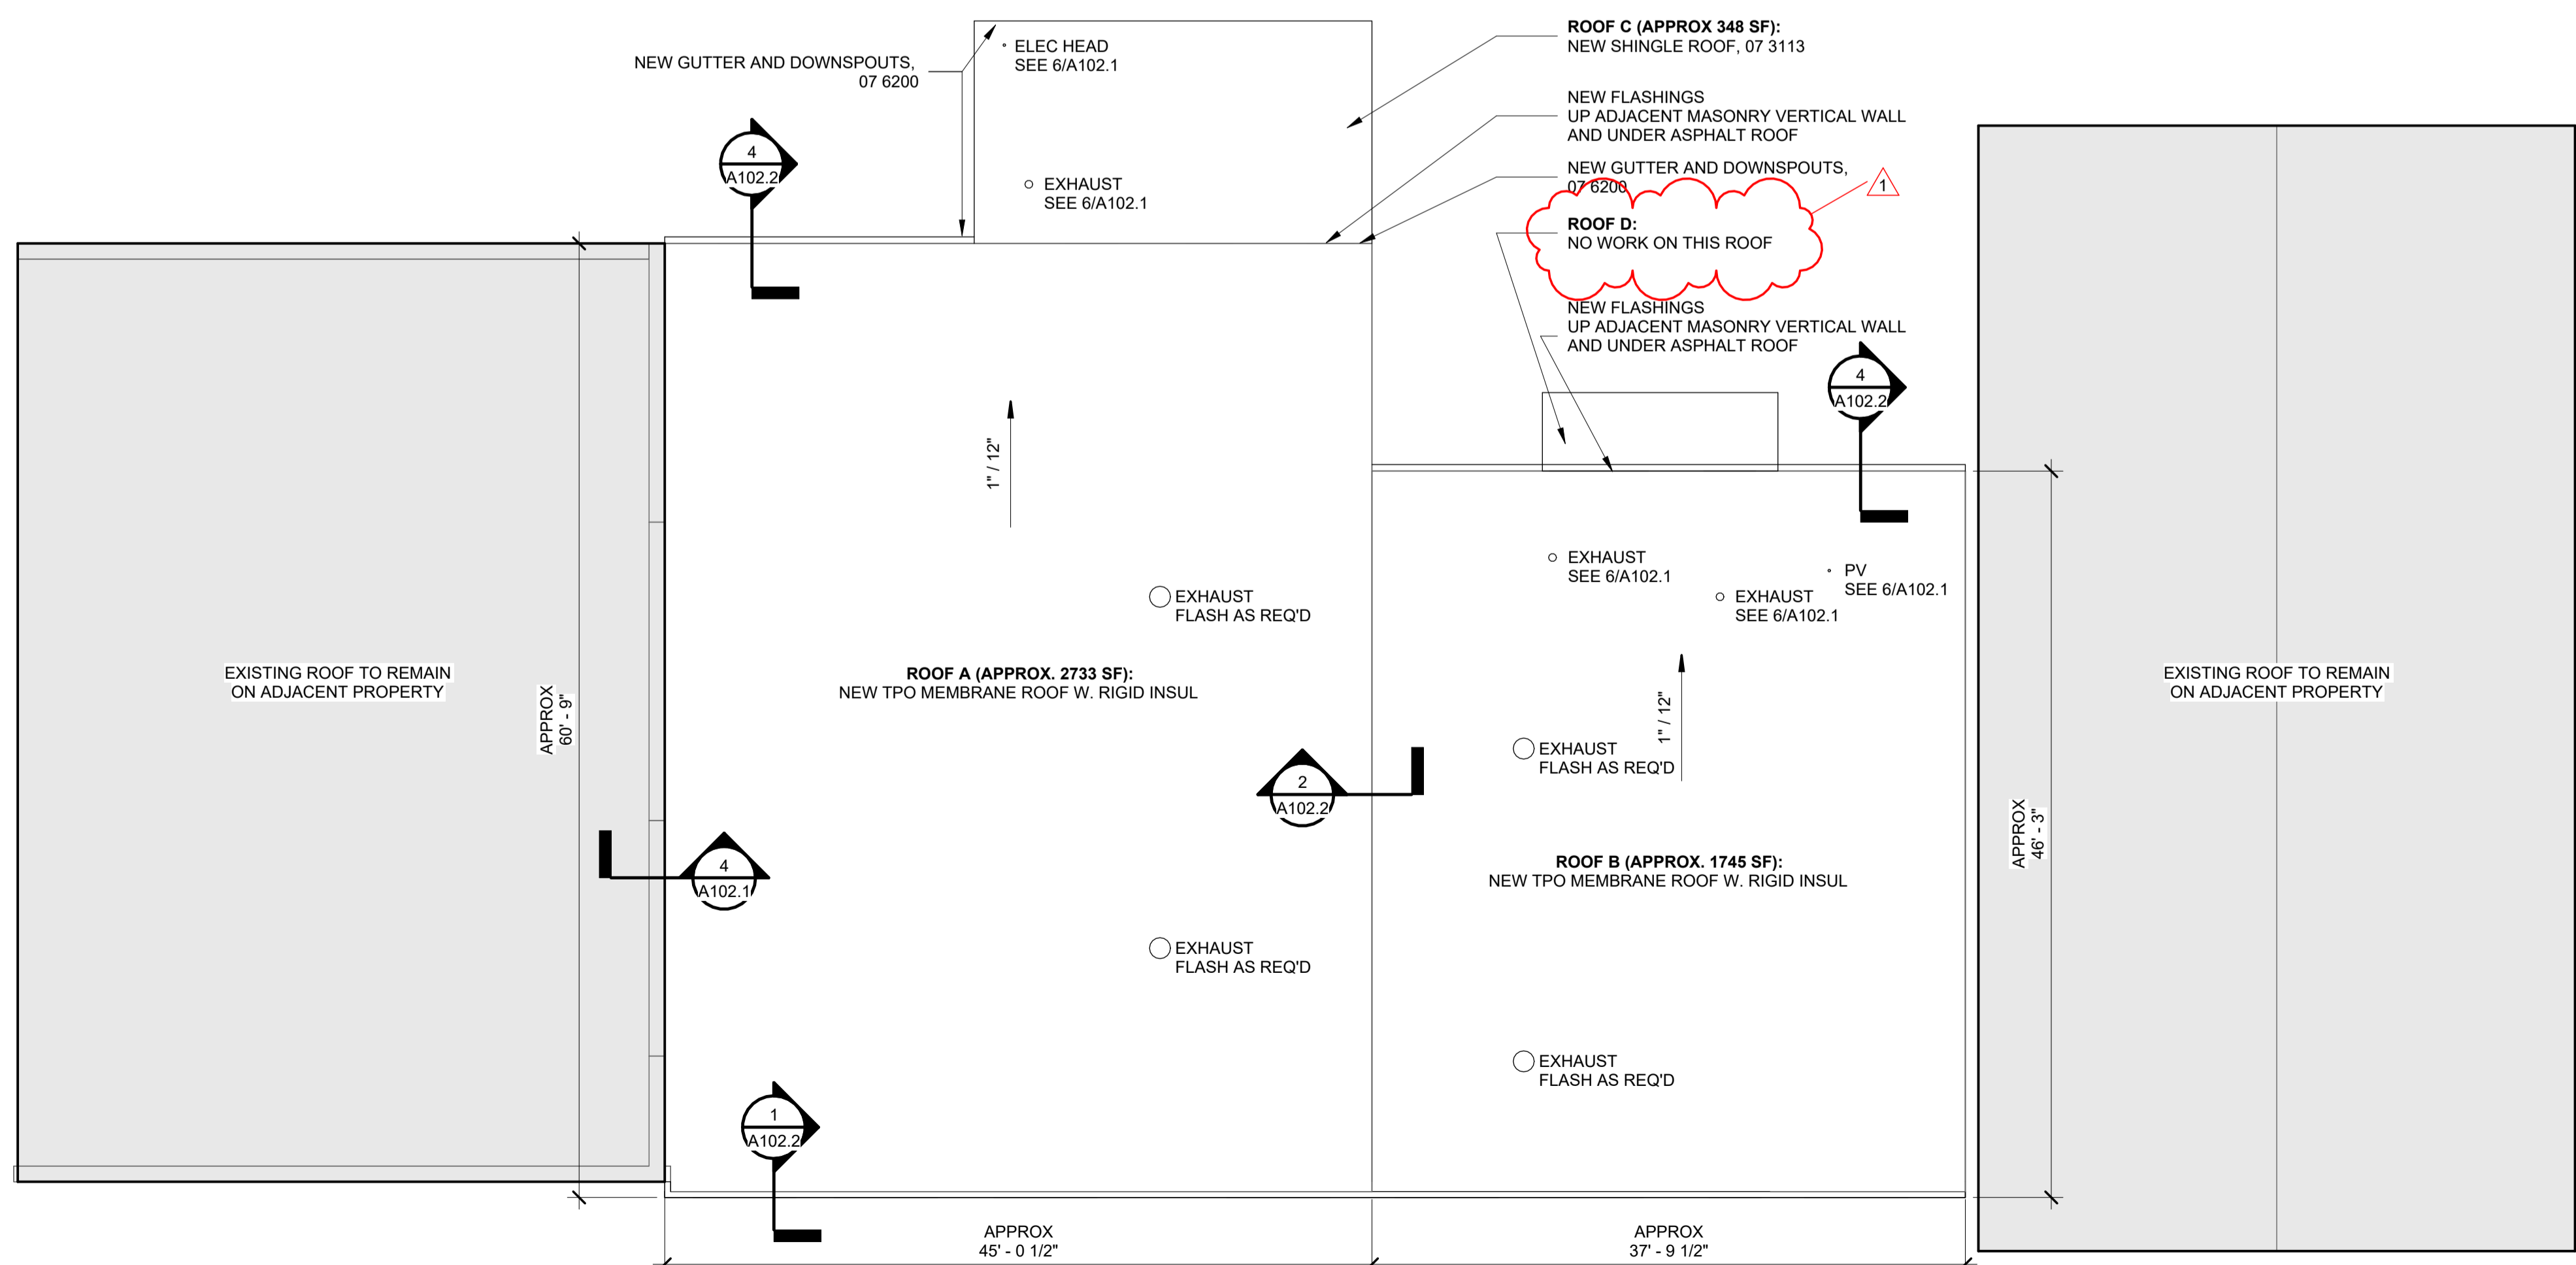 NEW GUTTER AND DOWNSPOUTS,
07 6200
ELEC HEAD
SEE 6/A102.1
EXHAUST
SEE 6/A102.1
ROOF C (APPROX 348 SF):
NEW SHINGLE ROOF, 07 3113
NEW FLASHINGS
UP ADJACENT MASONRY VERTICAL WALL
AND UNDER ASPHALT ROOF
NEW GUTTER AND DOWNSPOUTS,
07 6200
1
ROOF D:
NO WORK ON THIS ROOF
NEW FLASHINGS
UP ADJACENT MASONRY VERTICAL WALL
AND UNDER ASPHALT ROOF
4
A102.2
4
A102.2
1" / 12"
EXHAUST
SEE 6/A102.1
PV
SEE 6/A102.1
EXHAUST
SEE 6/A102.1
EXHAUST
FLASH AS REQ'D
EXISTING ROOF TO REMAIN
ON ADJACENT PROPERTY
APPROX
60' - 9"
ROOF A (APPROX. 2733 SF):
NEW TPO MEMBRANE ROOF W. RIGID INSUL
1" / 12"
EXISTING ROOF TO REMAIN
ON ADJACENT PROPERTY
EXHAUST
FLASH AS REQ'D
2
A102.2
APPROX
46' - 3"
4
A102.1
ROOF B (APPROX. 1745 SF):
NEW TPO MEMBRANE ROOF W. RIGID INSUL
EXHAUST
FLASH AS REQ'D
EXHAUST
FLASH AS REQ'D
1
A102.2
APPROX
45' - 0 1/2"
APPROX
37' - 9 1/2"